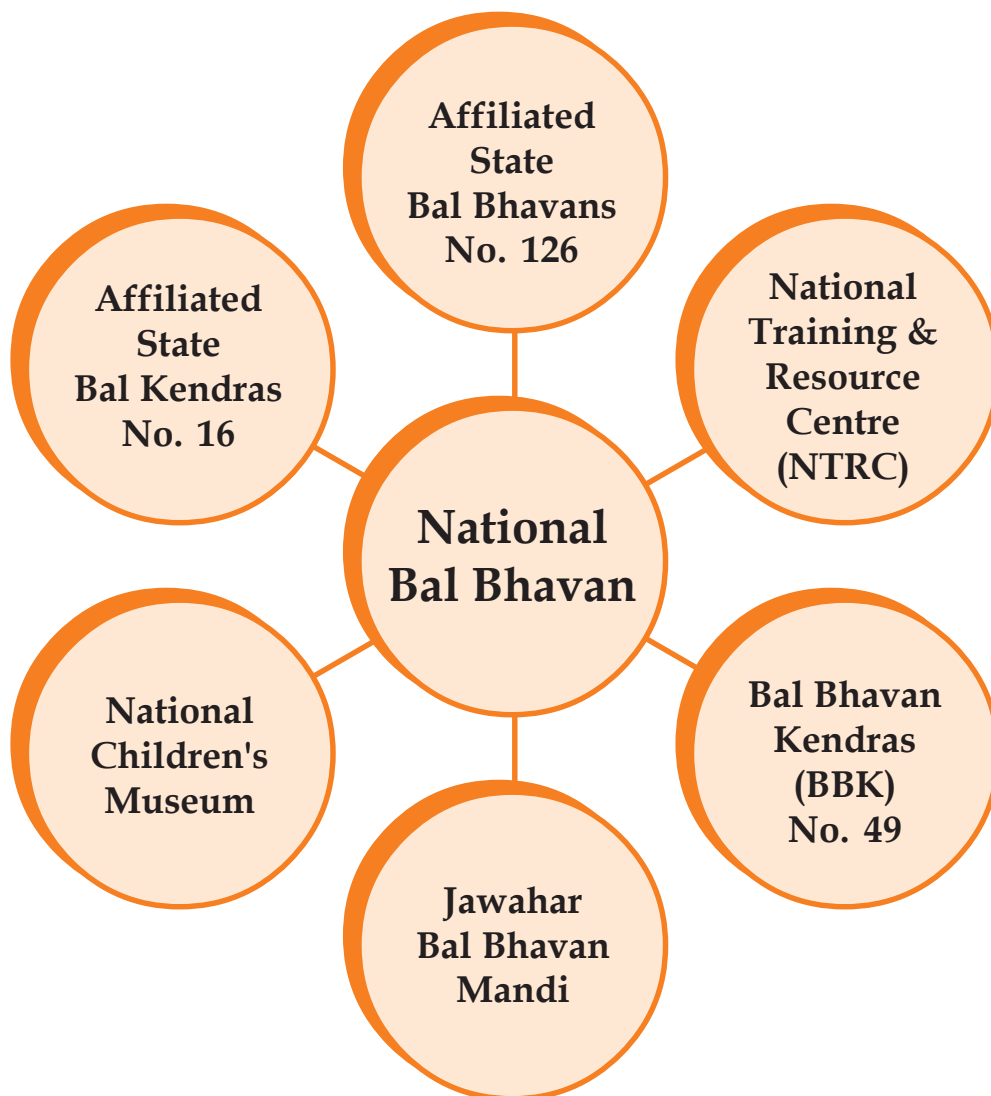 Affiliated
State
Bal Bhavans
No. 126
National
Training &
Resource
Centre
(NTRC)
Bal Bhavan
Kendras
(BBK)
No. 49
Jawahar
Bal Bhavan
Mandi
National
Children's
Museum
Affiliated
State
Bal Kendras
No. 16
National
Bal Bhavan